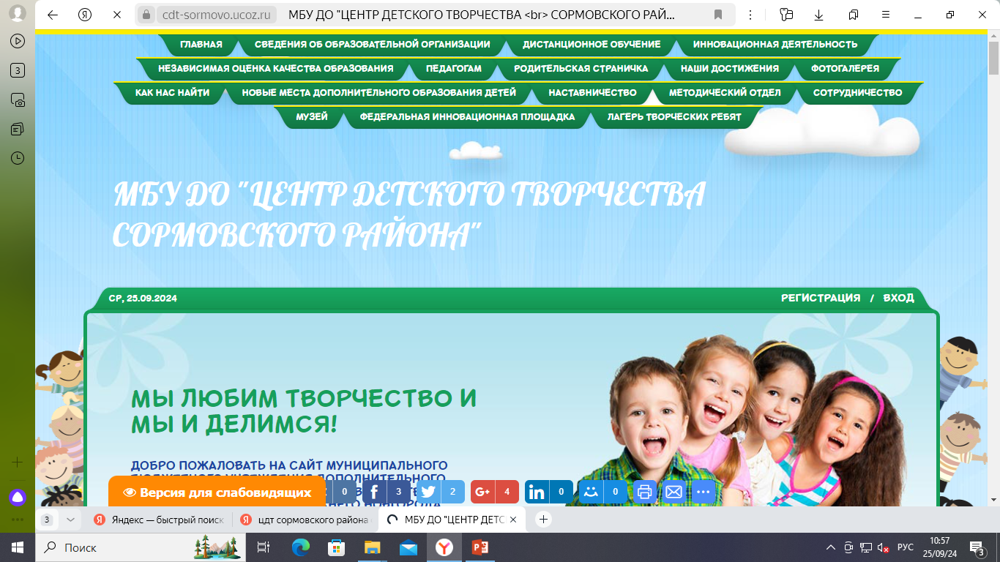 cdt-sormovo.ucoz.ru МБУ ДО "ЦЕНТР ДЕТСКОГО ТВОРЧЕСТВА <br> СОРМОВСКОГО РАЙ...
3
ГЛАВНАЯ СВЕДЕНИЯ ОБ ОБРАЗОВАТЕЛЬНОЙ ОРГАНИЗАЦИИ ДИСТАНЦИОННОЕ ОБУЧЕНИЕ ИННОВАЦИОННАЯ ДЕЯТЕЛЬНОСТЬ
НЕЗАВИСИМАЯ ОЦЕНКА КАЧЕСТВА ОБРАЗОВАНИЯ ПЕДАГОГАМ РОДИТЕЛЬСКАЯ СТРАНИЧКА НАШИ ДОСТИЖЕНИЯ ФОТОГАЛЕРЕЯ
КАК НАС НАЙТИ НОВЫЕ МЕСТА ДОПОЛНИТЕЛЬНОГО ОБРАЗОВАНИЯ ДЕТЕЙ НАСТАВНИЧЕСТВО МЕТОДИЧЕСКИЙ ОТДЕЛ СОТРУДНИЧЕСТВО
МУЗЕЙ ФЕДЕРАЛЬНАЯ ИННОВАЦИОННАЯ ПЛОЩАДКА ЛАГЕРЬ ТВОРЧЕСКИХ РЕБЯТ
МБУ ДО "ЦЕНТР ДЕТСКОГО ТВОРЧЕСТВА
СОРМОВСКОГО РАЙОНА"
СР, 25.09.2024 РЕГИСТРАЦИЯ / ВХОД
МЫ ЛЮБИМ ТВОРЧЕСТВО И
МЫ И ДЕЛИМСЯ!
ДОБРО ПОЖАЛОВАТЬ НА САЙТ МУНИЦИПАЛЬНОГО
ДОПОЛНИТЕЛЬНОГО
Версия для слабовидящих 0 3 2 4 0 0
НОВГОРОДА
3 Яндекс — быстрый поиск цдт сормовского района МБУ ДО "ЦЕНТР ДЕТС
Поиск РУС 10:57
25/09/24 3